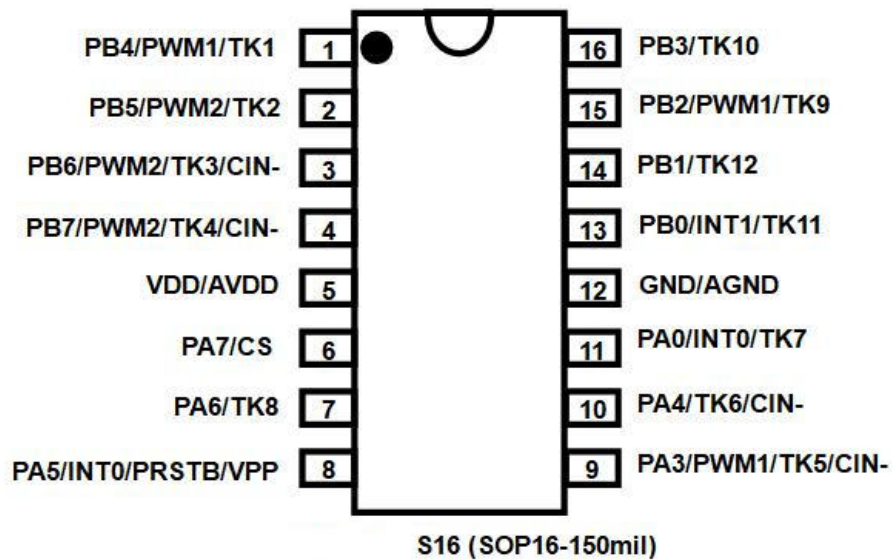 PB4/PWM1/TK1 1 16 PB3/TK10
PB5/PWM2/TK2 2 15 PB2/PWM1/TK9
PB6/PWM2/TK3/CIN- 3 14 PB1/TK12
PB7/PWM2/TK4/CIN- 4 13 PB0/INT1/TK11
VDD/AVDD 5 12 GND/AGND
PA7/CS 6 11 PA0/INT0/TK7
PA6/TK8 7 10 PA4/TK6/CIN-
PA5/INT0/PRSTB/VPP 8 9 PA3/PWM1/TK5/CIN-
S16 (SOP16-150mil)